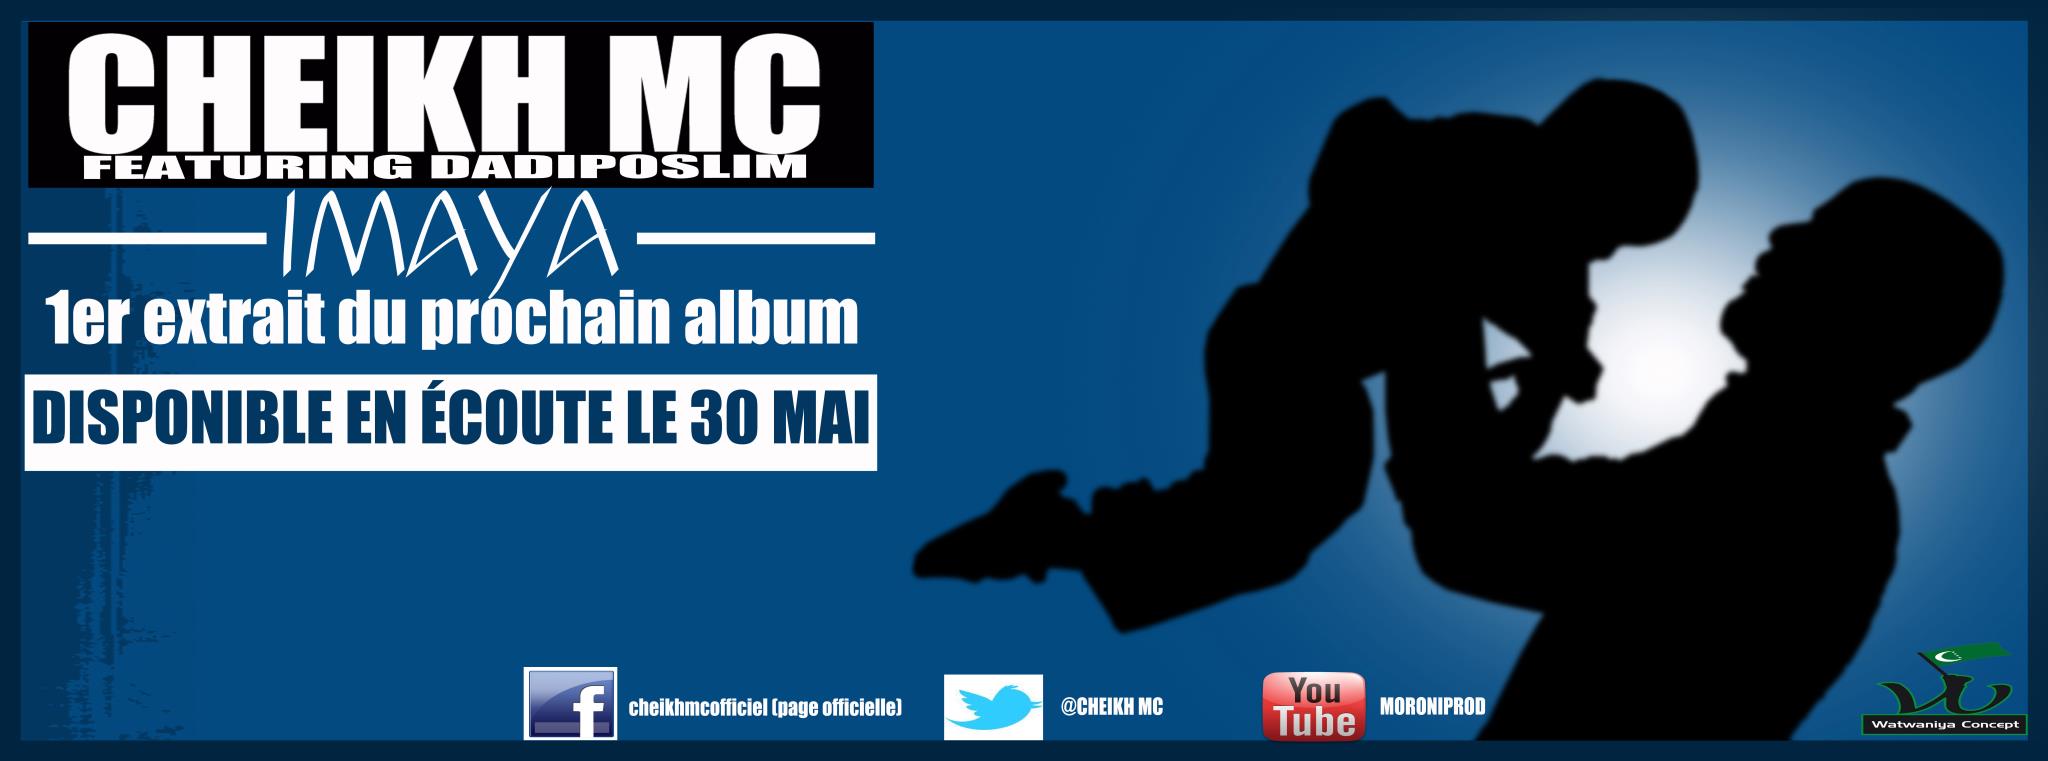 CHEIKH MC
FEATURING DADIPOSLIM
IMAYA
1er extrait du prochain album
DISPONIBLE EN ÉCOUTE LE 30 MAI
f
cheikhmcofficiel (page officielle)
@CHEIKH MC
You
Tube
MORONIPROD
Watwaniya Concept